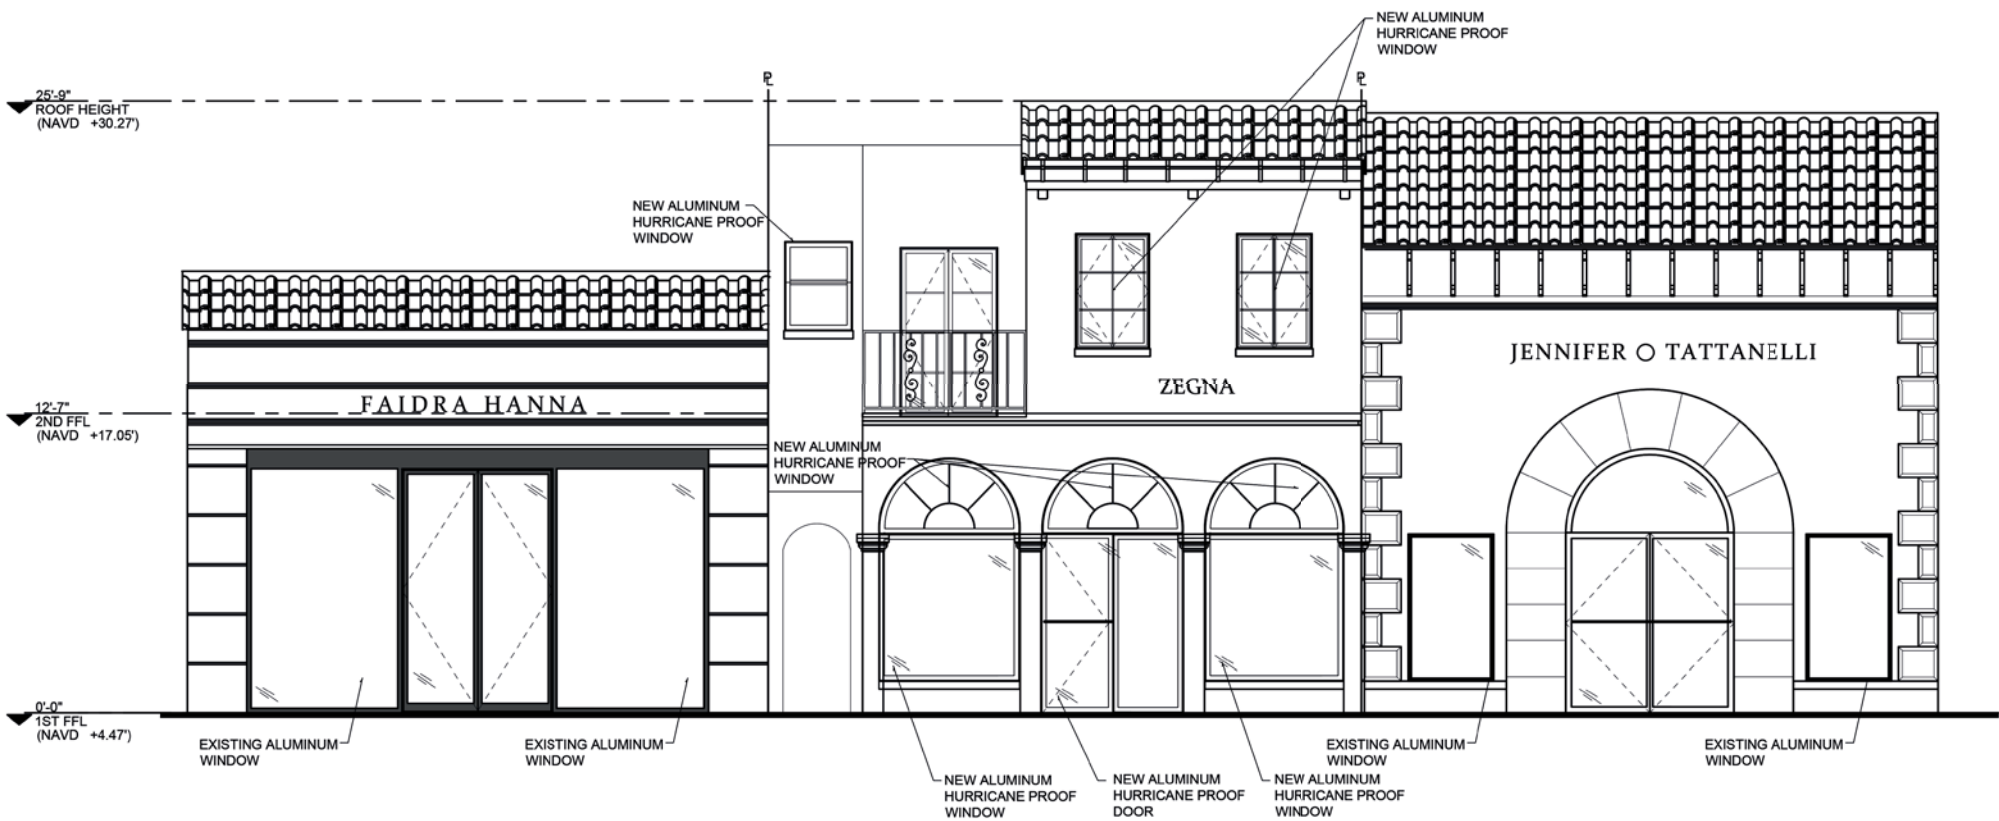 NEW ALUMINUM
HURRICANE PROOF
WINDOW
PL
PL
25'-9"
ROOF HEIGHT
(NAVD +30.27')
NEW ALUMINUM
HURRICANE PROOF
WINDOW
JENNIFER O TATTANELLI
ZEGNA
FAIDRA HANNA
12'-7"
2ND FFL
(NAVD +17.05')
NEW ALUMINUM
HURRICANE PROOF
WINDOW
0'-0"
1ST FFL
(NAVD +4.47')
EXISTING ALUMINUM
WINDOW
EXISTING ALUMINUM
WINDOW
EXISTING ALUMINUM
WINDOW
EXISTING ALUMINUM
WINDOW
NEW ALUMINUM
HURRICANE PROOF
WINDOW
NEW ALUMINUM
HURRICANE PROOF
DOOR
NEW ALUMINUM
HURRICANE PROOF
WINDOW